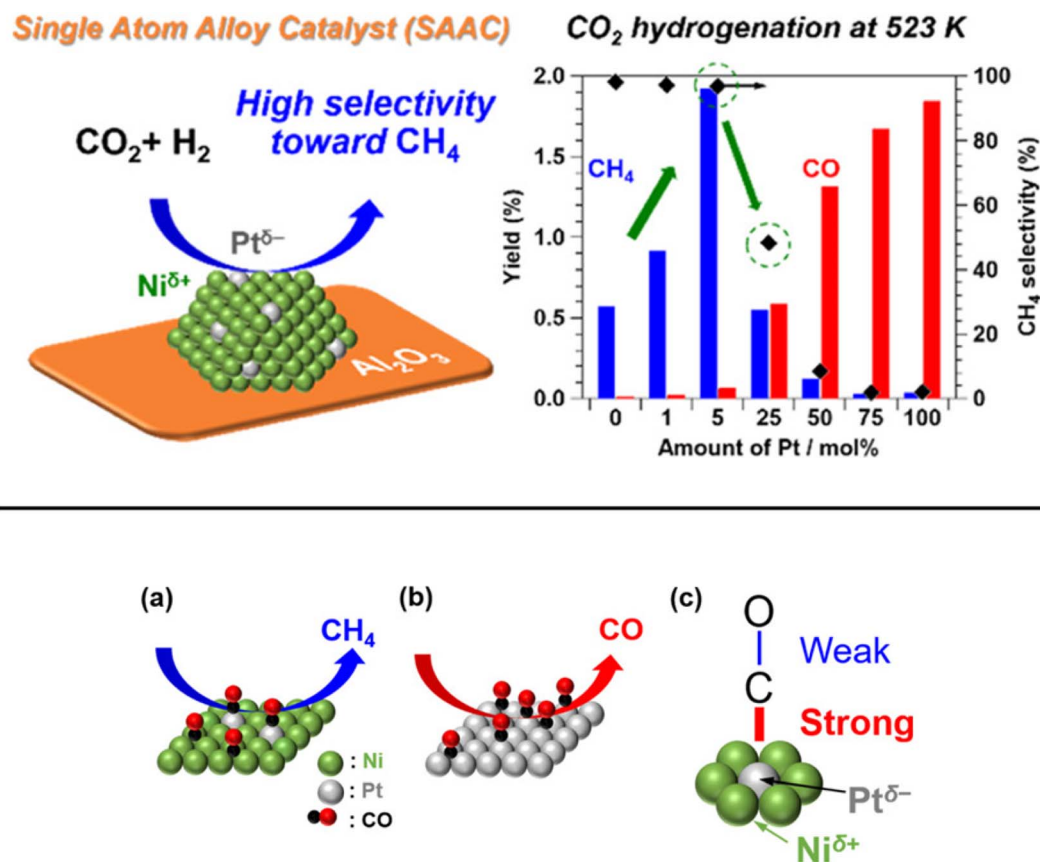 Single Atom Alloy Catalyst (SAAC)
CO₂ + H₂
High selectivity
toward CH₄
Ptδ−
Niδ+
Al₂O₃
CO₂ hydrogenation at 523 K
2.0
1.5
1.0
0.5
0.0
Yield (%)
CH₄
CO
100
80
60
40
20
0
CH₄ selectivity (%)
0 1 5 25 50 75 100
Amount of Pt / mol%
(a)
CH₄
: Ni
: Pt
: CO
(b)
CO
(c)
O
Weak
C
Strong
Ptδ−
Niδ+